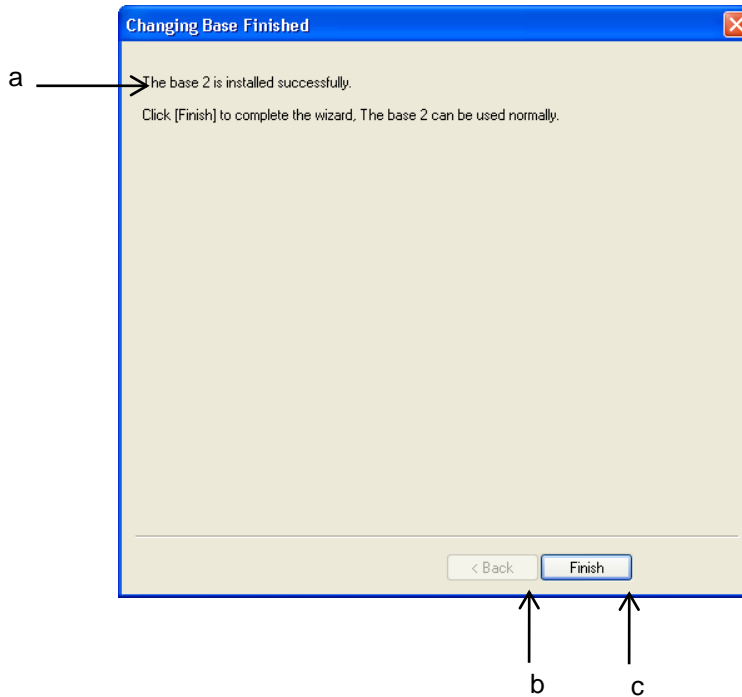 Changing Base Finished
a
The base 2 is installed successfully.
Click [Finish] to complete the wizard, The base 2 can be used normally.
< Back
Finish
b
c